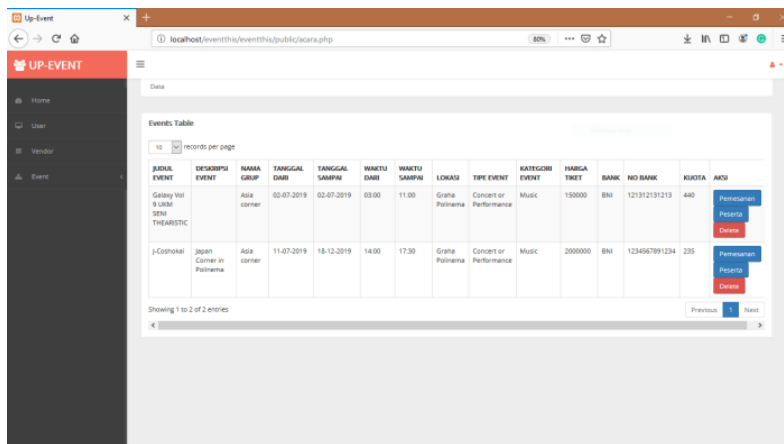 Up-Event
localhost/eventthis/eventthis/public/acara.php
80%
UP-EVENT
Home
User
Vendor
Event
Data
Events Table
10 records per page
JUDUL EVENT DESKRIPSI EVENT NAMA GRUP TANGGAL DARI TANGGAL SAMPAI WAKTU DARI WAKTU SAMPAI LOKASI TIPE EVENT KATEGORI EVENT HARGA TIKET BANK NO BANK KUOTA AKSI
Galaxy Vol 9 UKM SENI THEARISTIC Asia corner 02-07-2019 02-07-2019 03:00 11:00 Graha Polinema Concert or Performance Music 150000 BNI 121312131213 440 Pemesanan
Peserta
Delete
J-Coshokai Japan Corner in Polinema Asia corner 11-07-2019 18-12-2019 14:00 17:30 Graha Polinema Concert or Performance Music 2000000 BNI 1234567891234 235 Pemesanan
Peserta
Delete
Showing 1 to 2 of 2 entries
Previous 1 Next